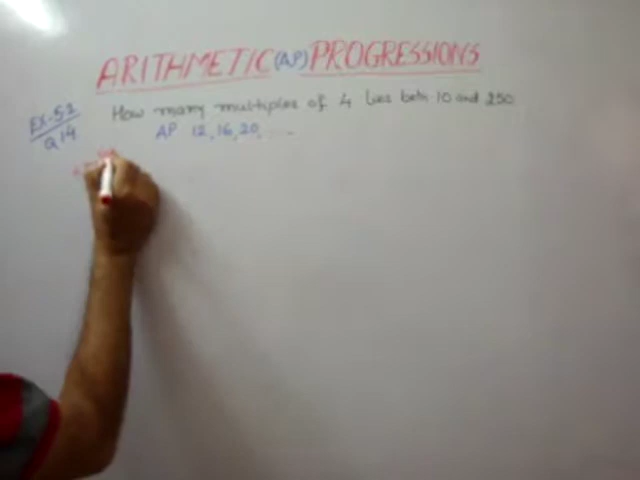 ARITHMETIC (AP) PROGRESSIONS
EX-5.2
Q14
How many multiples of 4 lies betn 10 and 250
AP 12, 16, 20, ....